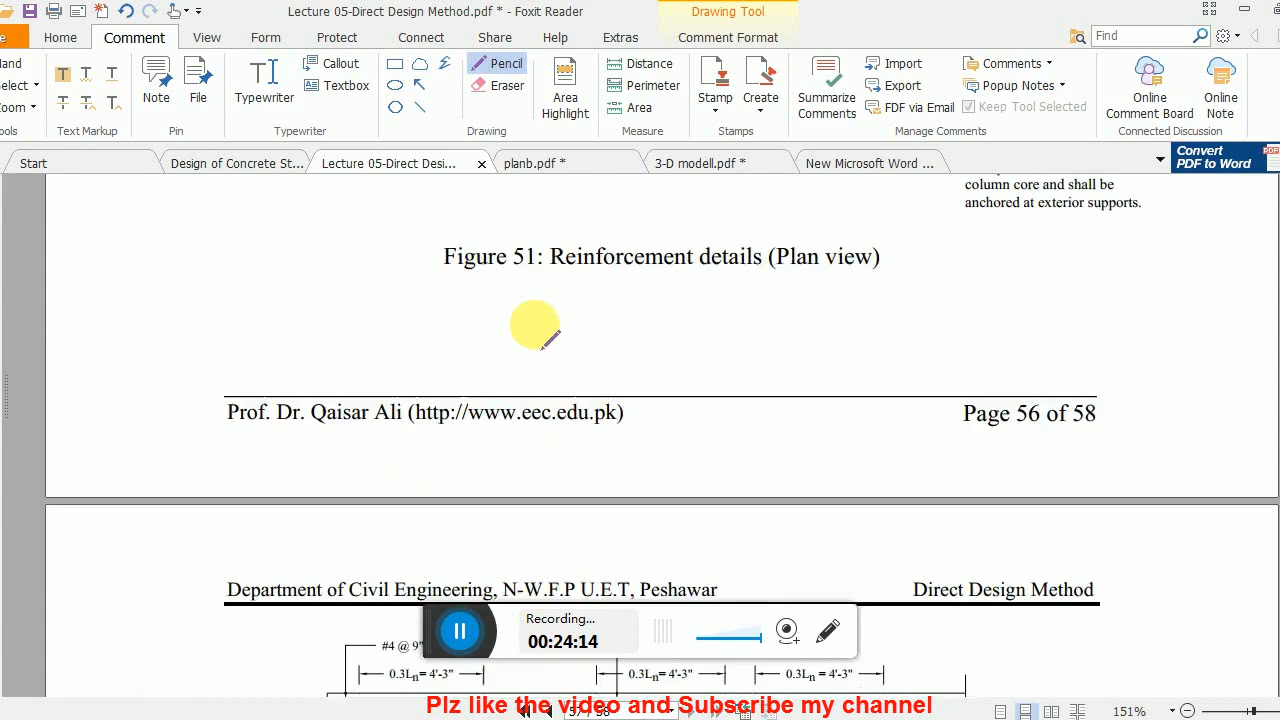 Lecture 05-Direct Design Method.pdf * - Foxit Reader
Drawing Tool
Home Comment View Form Protect Connect Share Help Extras Comment Format
Find
Note
File
Text Markup
Pin
Typewriter
Callout
Textbox
Typewriter
Pencil
Eraser
Area Highlight
Drawing
Distance
Perimeter
Area
Measure
Stamp
Create
Stamps
Summarize Comments
Import
Export
FDF via Email
Comments
Popup Notes
Keep Tool Selected
Manage Comments
Online Comment Board
Online Note
Connected Discussion
Start
Design of Concrete St...
Lecture 05-Direct Desi...
planb.pdf *
3-D modell.pdf *
New Microsoft Word ...
Convert
PDF to Word
column core and shall be
anchored at exterior supports.
Figure 51: Reinforcement details (Plan view)
Prof. Dr. Qaisar Ali (http://www.eec.edu.pk)
Page 56 of 58
Department of Civil Engineering, N-W.F.P U.E.T, Peshawar
Direct Design Method
Recording...
00:24:14
#4 @ 9"
0.3Ln= 4'-3"
0.3Ln= 4'-3"
0.3Ln= 4'-3"
Plz like the video and Subscribe my channel
151%